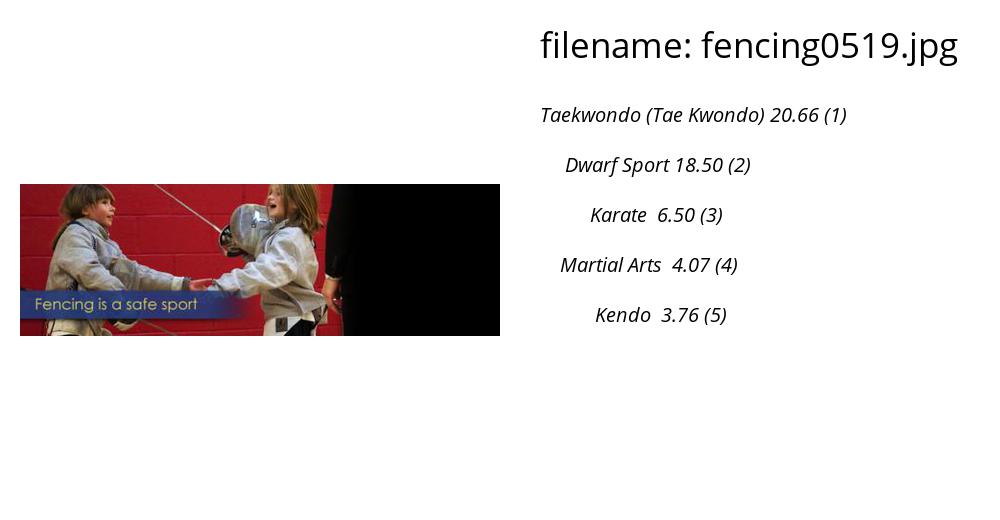 filename: fencing0519.jpg
Taekwondo (Tae Kwondo) 20.66 (1)
Dwarf Sport 18.50 (2)
Karate 6.50 (3)
Martial Arts 4.07 (4)
Kendo 3.76 (5)
Fencing is a safe sport